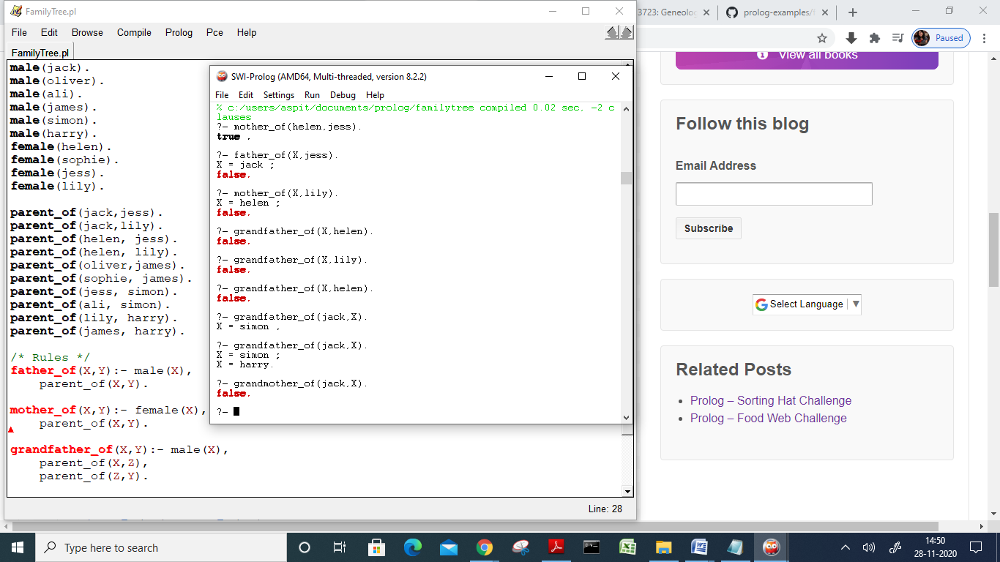 FamilyTree.pl
File Edit Browse Compile Prolog Pce Help
FamilyTree.pl
male(jack).
male(oliver).
male(ali).
male(james).
male(simon).
male(harry).
female(helen).
female(sophie).
female(jess).
female(lily).
parent_of(jack,jess).
parent_of(jack,lily).
parent_of(helen, jess).
parent_of(helen, lily).
parent_of(oliver,james).
parent_of(sophie, james).
parent_of(jess, simon).
parent_of(ali, simon).
parent_of(lily, harry).
parent_of(james, harry).
/* Rules */
father_of(X,Y):- male(X),
parent_of(X,Y).
mother_of(X,Y):- female(X),
parent_of(X,Y).
grandfather_of(X,Y):- male(X),
parent_of(X,Z),
parent_of(Z,Y).
Line: 28
SWI-Prolog (AMD64, Multi-threaded, version 8.2.2)
File Edit Settings Run Debug Help
% c:/users/aspit/documents/prolog/familytree compiled 0.02 sec, -2 c
lauses
?- mother_of(helen,jess).
true .
?- father_of(X,jess).
X = jack ;
false.
?- mother_of(X,lily).
X = helen ;
false.
?- grandfather_of(X,helen).
false.
?- grandfather_of(X,lily).
false.
?- grandfather_of(X,helen).
false.
?- grandfather_of(jack,X).
X = simon .
?- grandfather_of(jack,X).
X = simon ;
X = harry.
?- grandmother_of(jack,X).
false.
?-
3723: Geneolo
prolog-examples/
Paused
View all books
Follow this blog
Email Address
Subscribe
Select Language
Related Posts
Prolog – Sorting Hat Challenge
Prolog – Food Web Challenge
Type here to search
14:50
28-11-2020